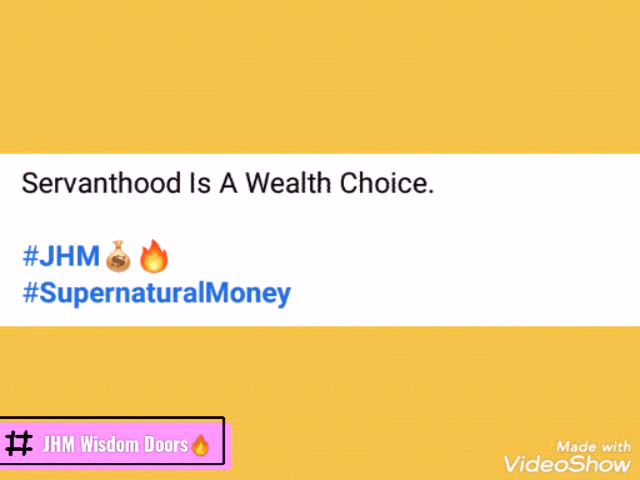 Servanthood Is A Wealth Choice.
#JHM💰🔥
#SupernaturalMoney
# JHM Wisdom Doors🔥
Made with
VideoShow